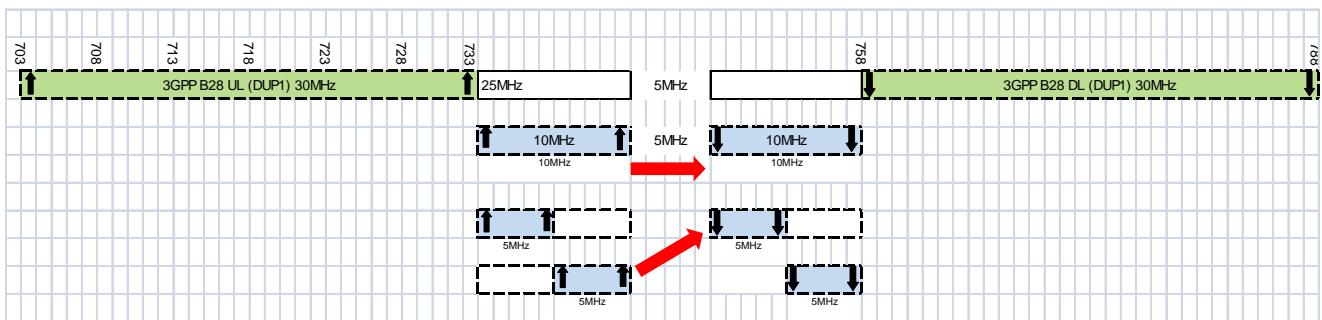 703 708 713 718 723 728 733 758 788
3GPP B28 UL (DUP1) 30MHz 25MHz 5MHz 3GPP B28 DL (DUP1) 30MHz
10MHz 5MHz 10MHz
10MHz 10MHz
5MHz 5MHz
5MHz 5MHz